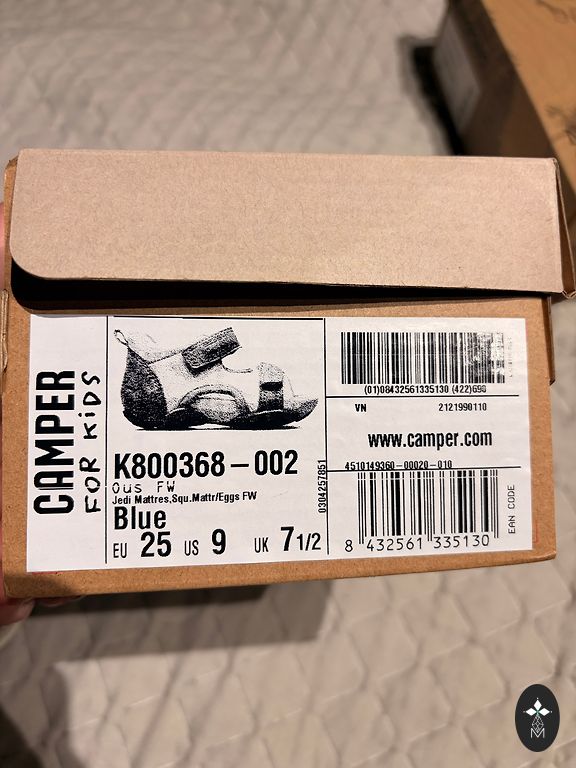 CAMPER
FOR KIDS
K800368-002
Ous FW
Jedi Mattres,Squ.Mattr/Eggs FW
Blue
EU 25 US 9 UK 7 1/2
0304257851
(01)08432561335130 (422)690
VN 2121990110
www.camper.com
4510149360-00020-010
8 432561 335130
EAN CODE
M